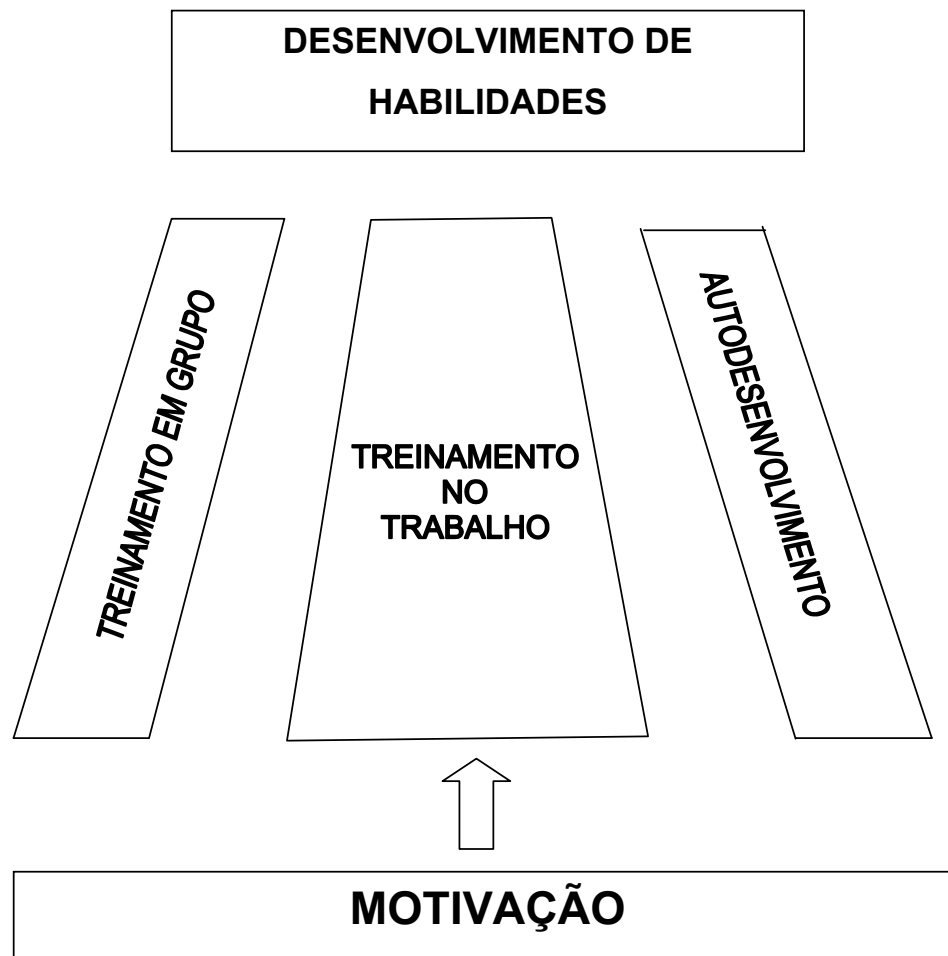 DESENVOLVIMENTO DE
HABILIDADES
TREINAMENTO EM GRUPO
TREINAMENTO
NO
TRABALHO
AUTODESENVOLVIMENTO
MOTIVAÇÃO